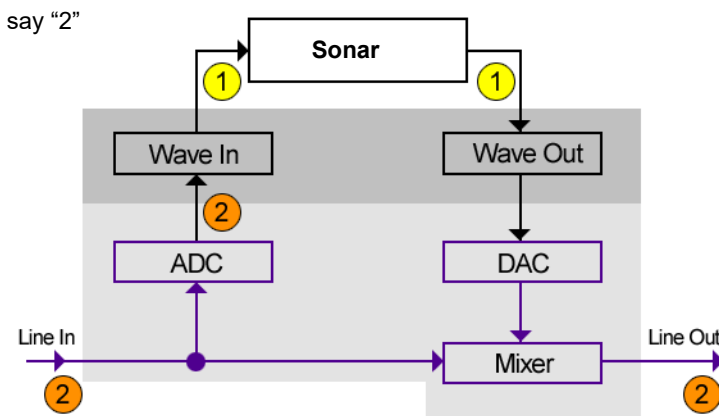 say “2”
Sonar
1
1
Wave In
Wave Out
2
ADC
DAC
Line In
Line Out
Mixer
2
2